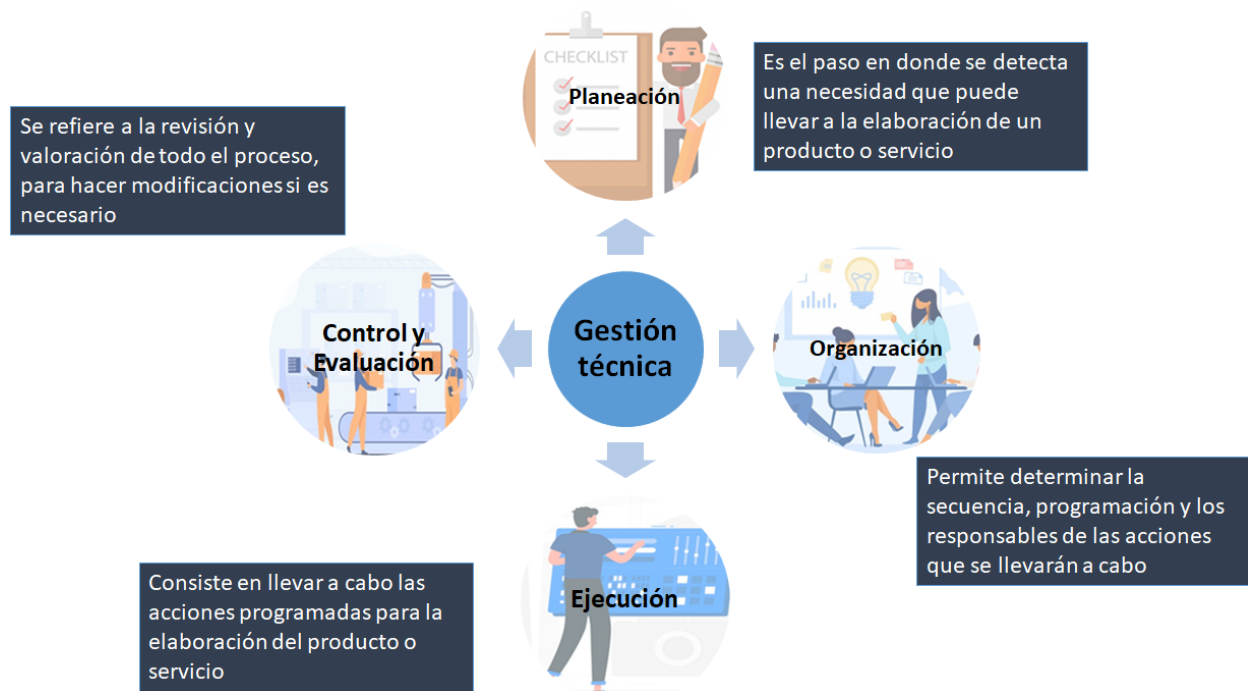 CHECKLIST
Planeación
Es el paso en donde se detecta
una necesidad que puede
llevar a la elaboración de un
producto o servicio
Se refiere a la revisión y
valoración de todo el proceso,
para hacer modificaciones si es
necesario
Control y
Evaluación
Gestión
técnica
Organización
Permite determinar la
secuencia, programación y los
responsables de las acciones
que se llevarán a cabo
Ejecución
Consiste en llevar a cabo las
acciones programadas para la
elaboración del producto o
servicio